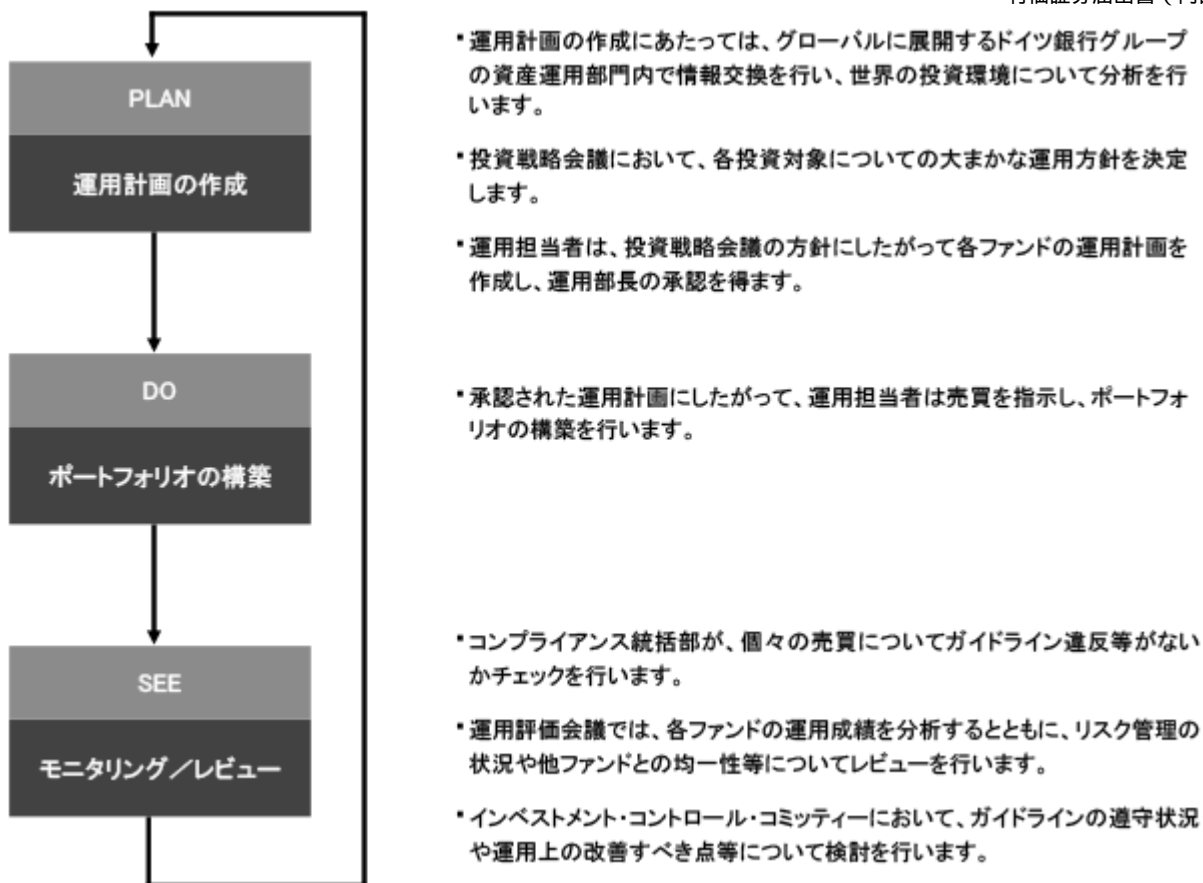 PLAN
運用計画の作成
・運用計画の作成にあたっては、グローバルに展開するドイツ銀行グループ
の資産運用部門内で情報交換を行い、世界の投資環境について分析を行
います。
・投資戦略会議において、各投資対象についての大まかな運用方針を決定
します。
・運用担当者は、投資戦略会議の方針にしたがって各ファンドの運用計画を
作成し、運用部長の承認を得ます。
DO
ポートフォリオの構築
・承認された運用計画にしたがって、運用担当者は売買を指示し、ポートフォ
リオの構築を行います。
SEE
モニタリング／レビュー
・コンプライアンス統括部が、個々の売買についてガイドライン違反等がない
かチェックを行います。
・運用評価会議では、各ファンドの運用成績を分析するとともに、リスク管理の
状況や他ファンドとの均一性等についてレビューを行います。
・インベストメント・コントロール・コミッティーにおいて、ガイドラインの遵守状況
や運用上の改善すべき点等について検討を行います。